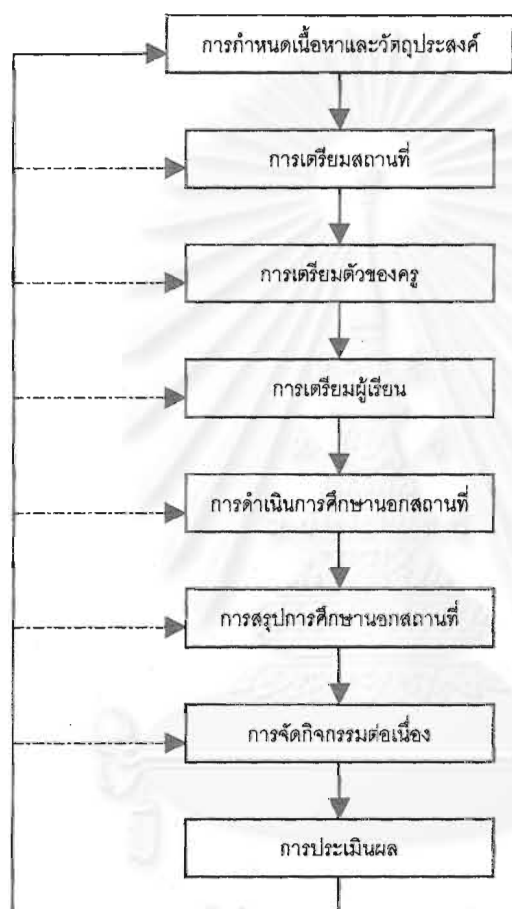 การกำหนดเนื้อหาและวัตถุประสงค์
การเตรียมสถานที่
การเตรียมตัวของครู
การเตรียมผู้เรียน
การดำเนินการศึกษานอกสถานที่
การสรุปการศึกษานอกสถานที่
การจัดกิจกรรมต่อเนื่อง
การประเมินผล